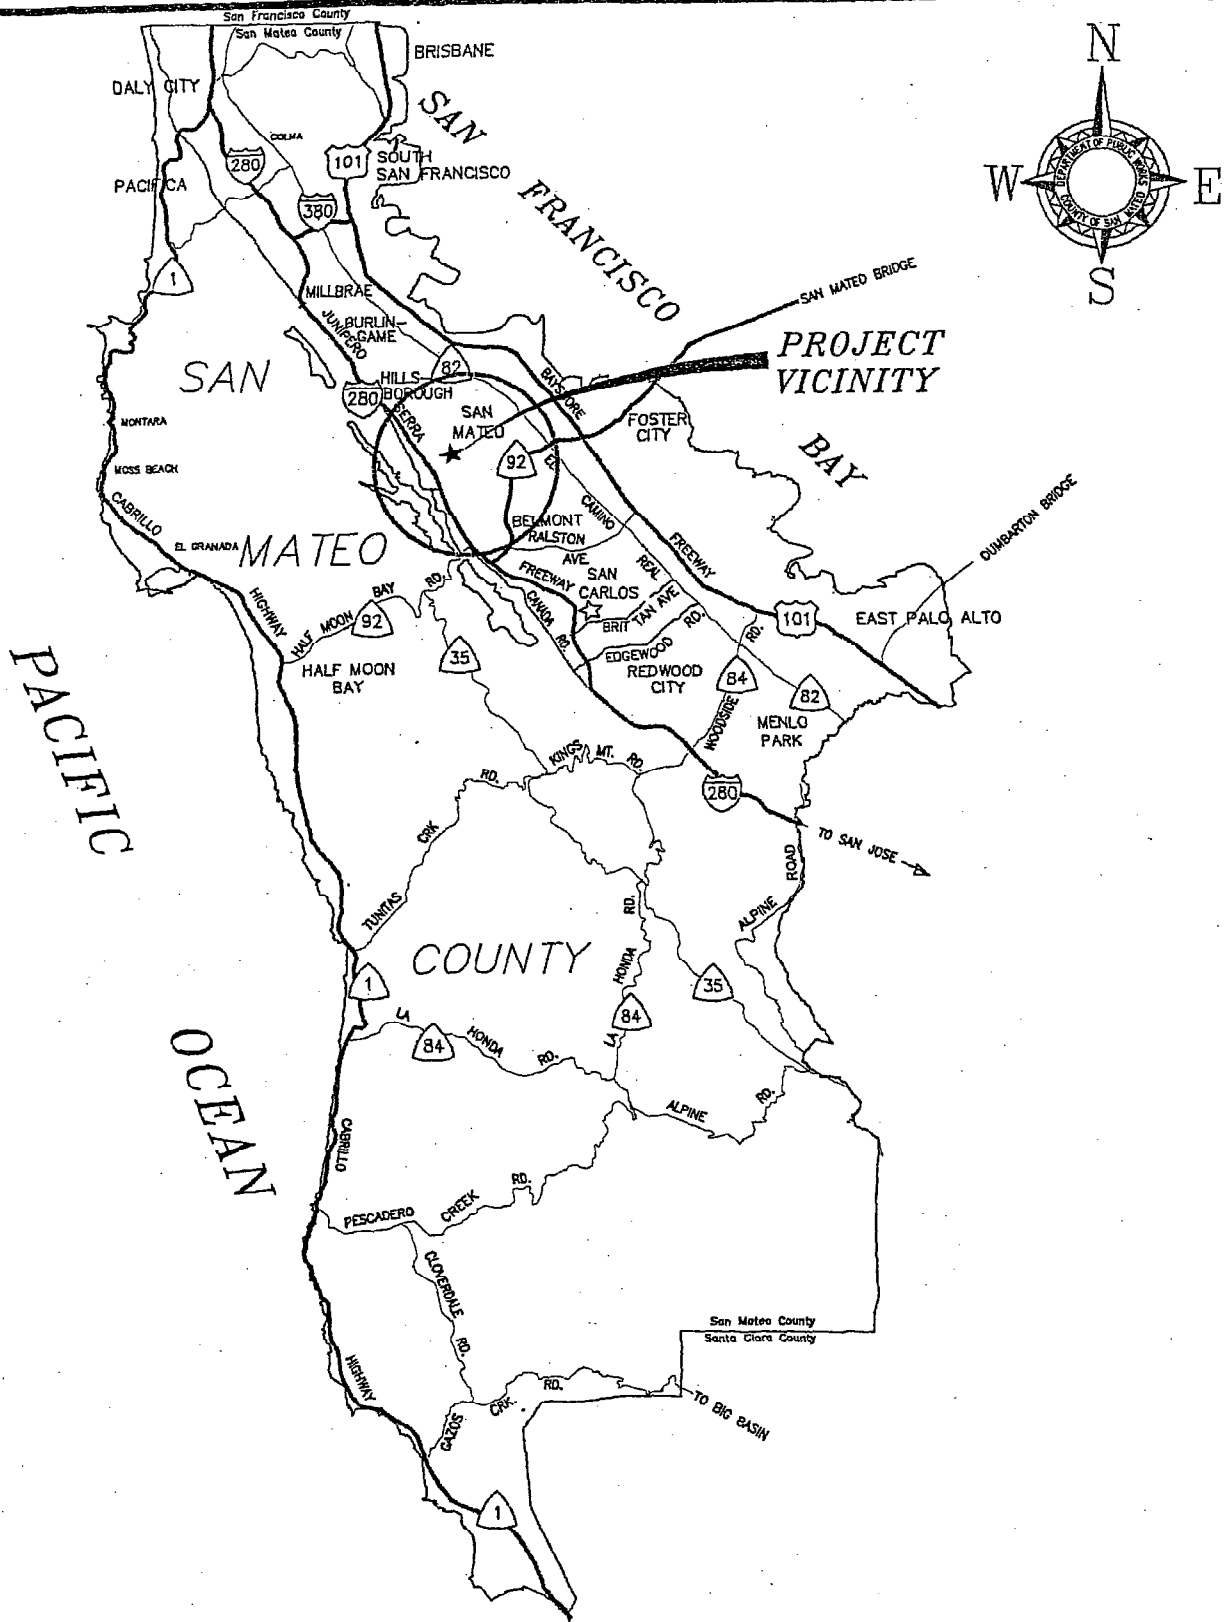 San Francisco County
San Mateo County
BRISBANE
DALY CITY
COLMA
SAN
FRANCISCO
BAY
N
W
E
S
DEPARTMENT OF PUBLIC WORKS
COUNTY OF SAN MATEO
280
101
SOUTH
SAN FRANCISCO
PACIFICA
380
1
MILLBRAE
JUNIPERO
SERRA
FREEWAY
BURLIN-
GAME
SAN MATEO BRIDGE
PROJECT
VICINITY
82
HILLS-
BOROUGH
280
SAN
MATEO
COUNTY
BAYSHORE
FREEWAY
FOSTER
CITY
SAN
MATEO
92
EL
CAMINO
REAL
MONTARA
MOSS BEACH
CABRILLO
HIGHWAY
EL GRANADA
DUMBARTON BRIDGE
BELMONT
RALSTON
AVE
SAN
CARLOS
BRIT
TAN AVE
CANADA
RD.
EDGEWOOD
RD.
REDWOOD
CITY
101
EAST PALO ALTO
HALF MOON
BAY
RD.
92
HALF MOON
BAY
35
RD.
84
WOODSIDE
82
MENLO
PARK
PACIFIC
OCEAN
KINGS
MT.
RD.
280
TO SAN JOSE
TUNITAS
CRK
RD.
ROAD
ALPINE
1
LA
HONDA
RD.
84
LA
HONDA
RD.
84
35
ALPINE
RD.
CABRILLO
HIGHWAY
PESCADERO
CREEK
RD.
CLOVERDALE
RD.
San Mateo County
Santa Clara County
GAZOS
CRK.
RD.
TO BIG BASIN
1